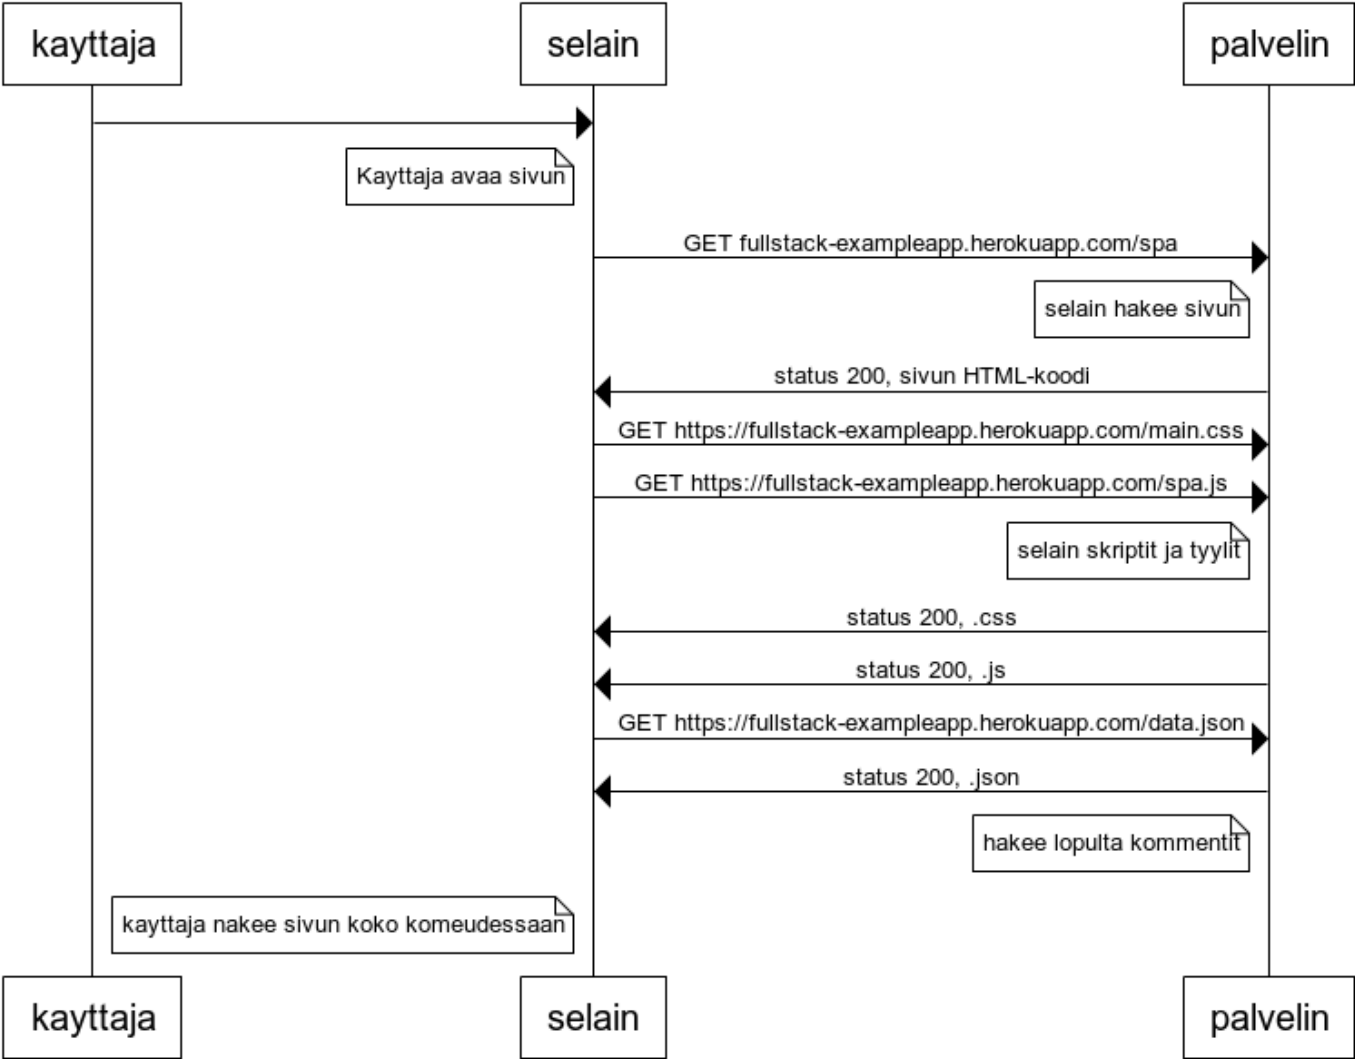 kayttaja
selain
palvelin
Kayttaja avaa sivun
GET fullstack-exampleapp.herokuapp.com/spa
selain hakee sivun
status 200, sivun HTML-koodi
GET https://fullstack-exampleapp.herokuapp.com/main.css
GET https://fullstack-exampleapp.herokuapp.com/spa.js
selain skriptit ja tyylit
status 200, .css
status 200, .js
GET https://fullstack-exampleapp.herokuapp.com/data.json
status 200, .json
hakee lopulta kommentit
kayttaja nakee sivun koko komeudessaan
kayttaja
selain
palvelin